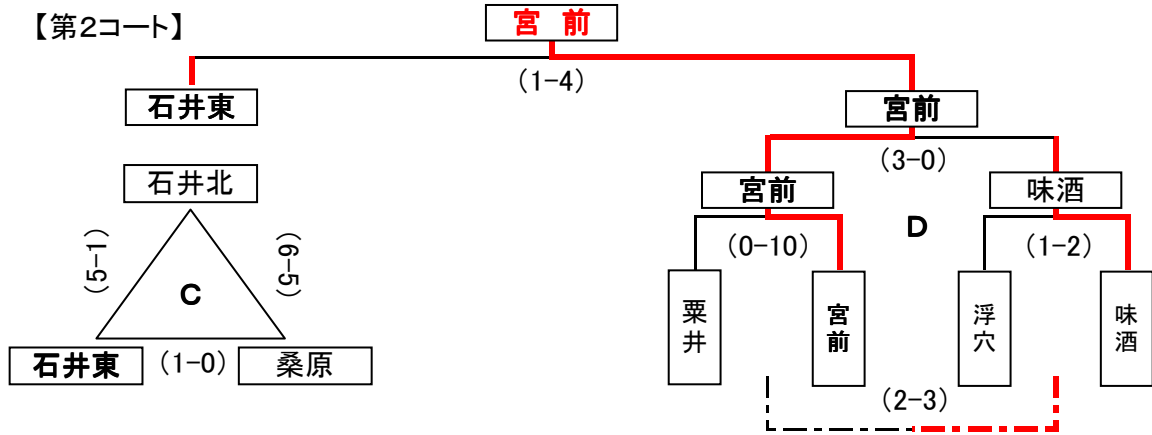 【第2コート】
宮 前
(1-4)
石井東
宮前
(3-0)
石井北
宮前
味酒
(5-1)
(6-5)
C
D
(0-10)
(1-2)
粟井
宮前
浮穴
味酒
石井東
(1-0)
桑原
(2-3)